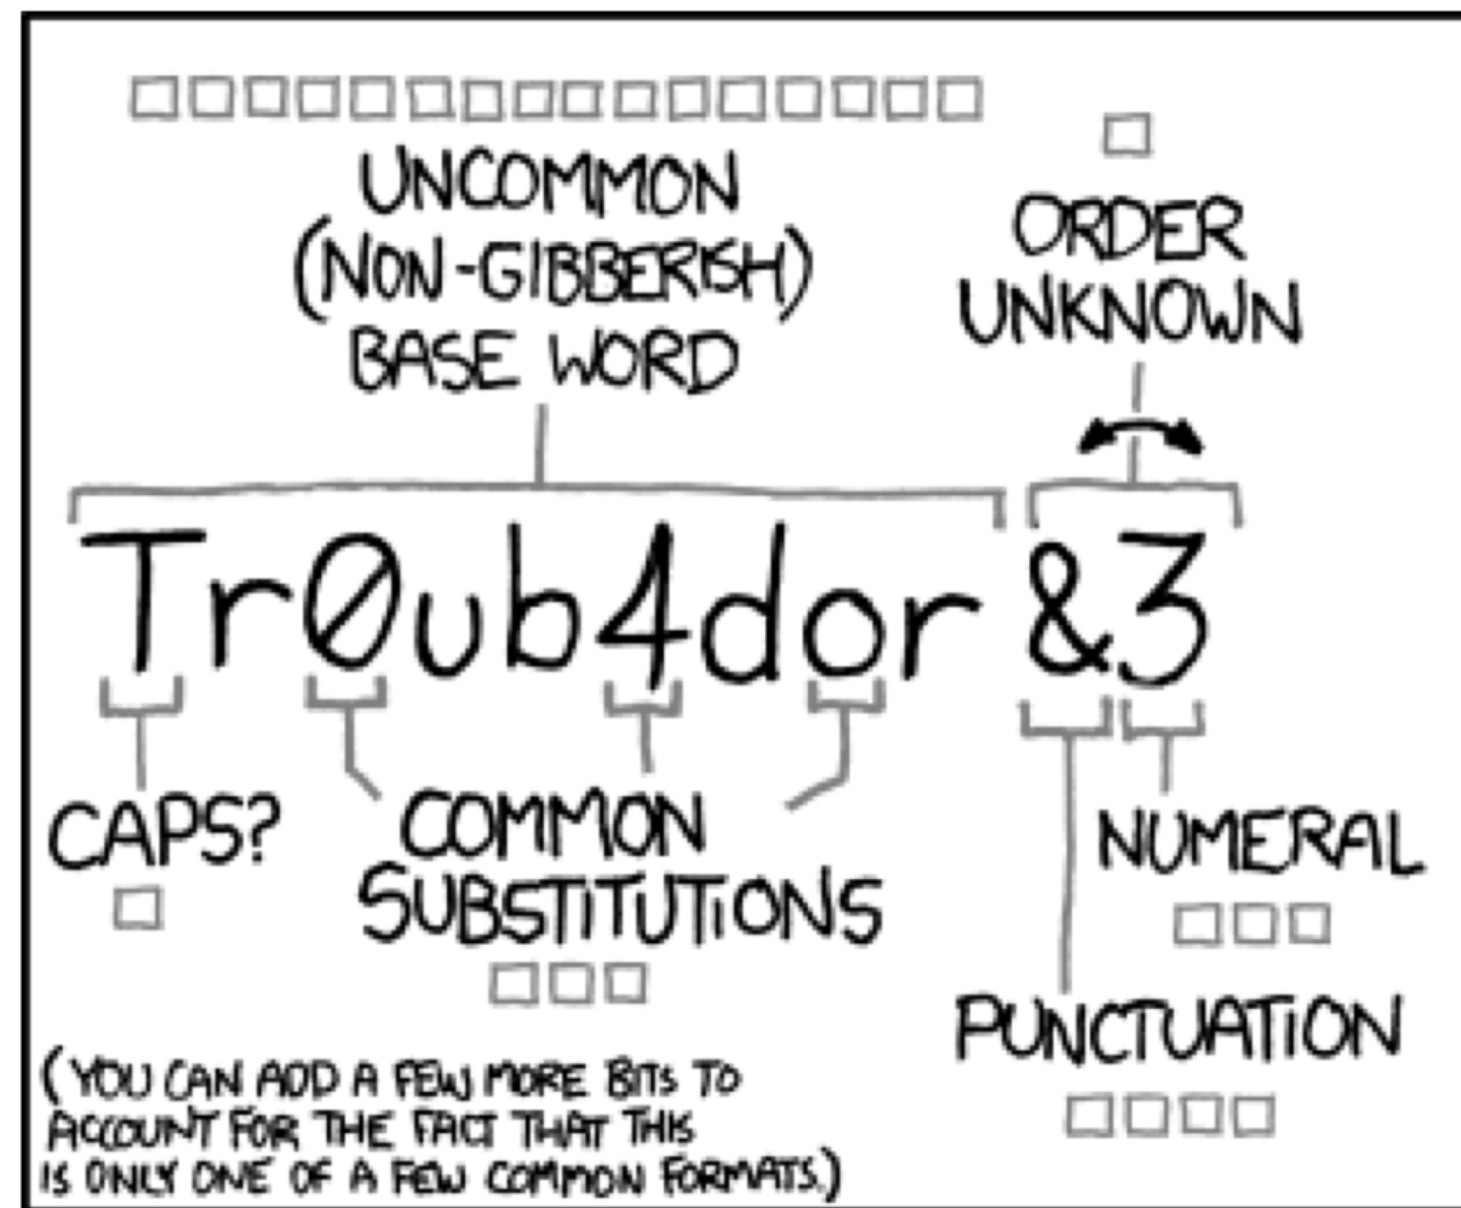 UNCOMMON
(NON-GIBBERISH)
BASE WORD
ORDER
UNKNOWN
Tr0ub4dor &3
CAPS?
COMMON
SUBSTITUTIONS
NUMERAL
PUNCTUATION
(YOU CAN ADD A FEW MORE BITS TO
ACCOUNT FOR THE FACT THAT THIS
IS ONLY ONE OF A FEW COMMON FORMATS.)